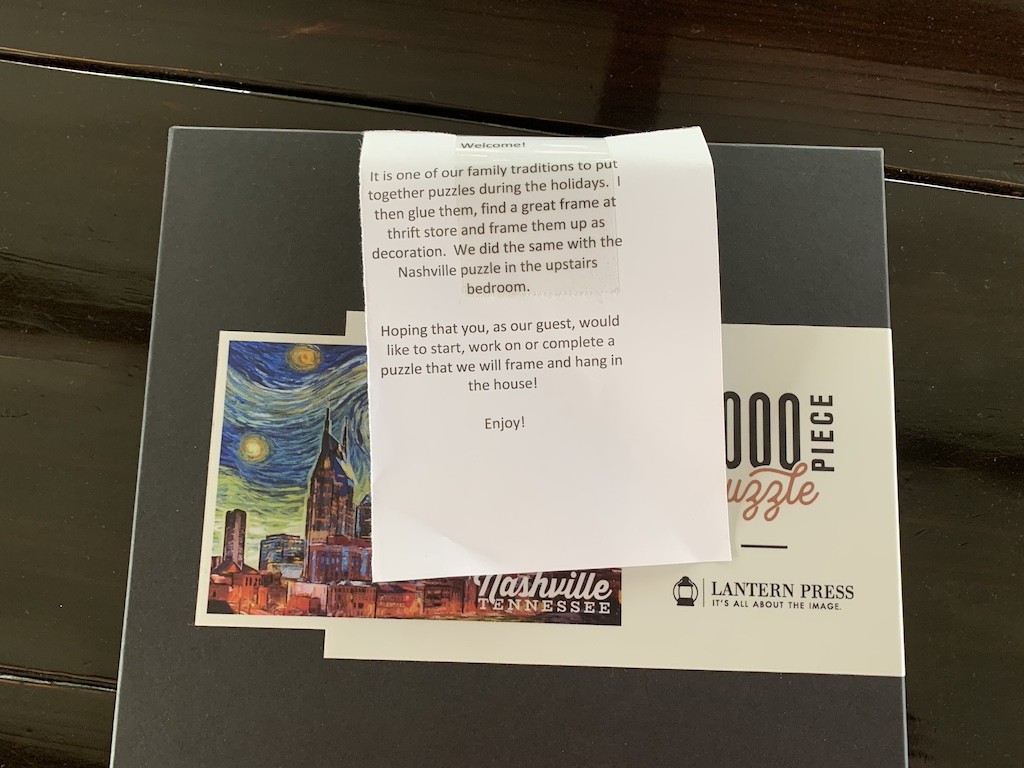 Welcome!
It is one of our family traditions to put
together puzzles during the holidays. I
then glue them, find a great frame at
thrift store and frame them up as
decoration. We did the same with the
Nashville puzzle in the upstairs
bedroom.
Hoping that you, as our guest, would
like to start, work on or complete a
puzzle that we will frame and hang in
the house!
Enjoy!
000
PIECE
uzzle
Nashville
TENNESSEE
LANTERN PRESS
IT'S ALL ABOUT THE IMAGE.